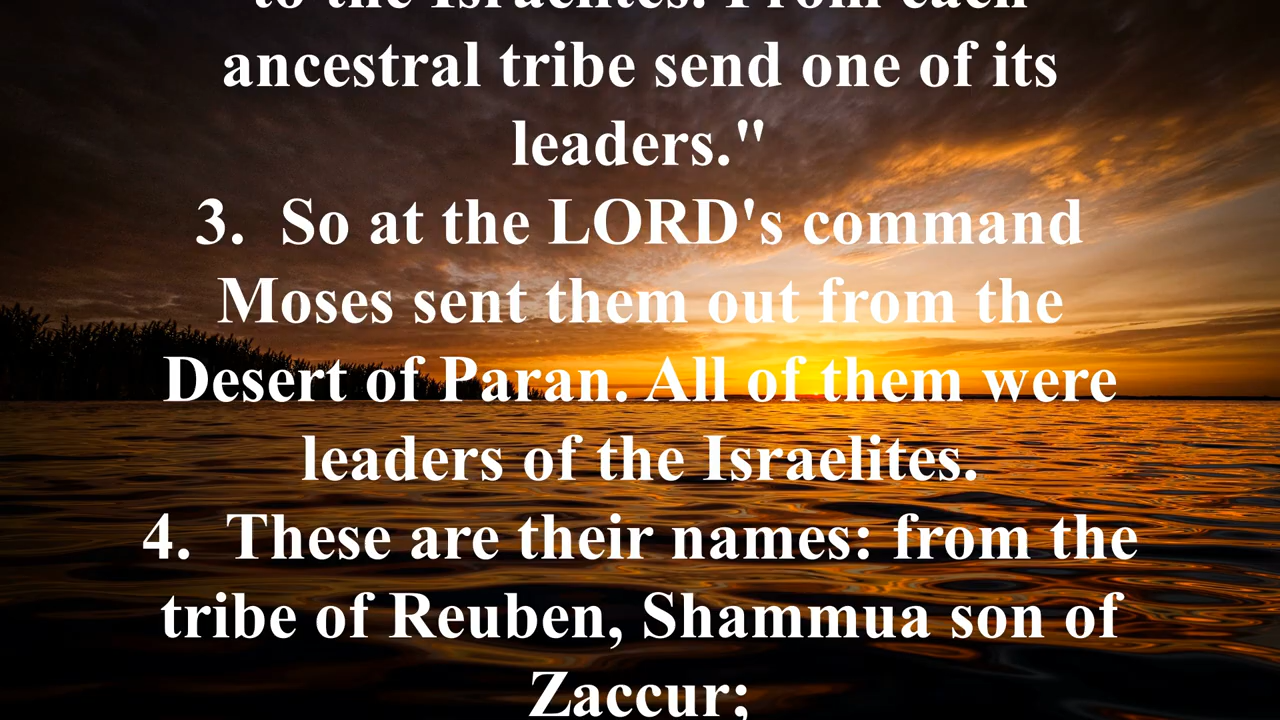 to the Israelites. From each
ancestral tribe send one of its
leaders."
3.  So at the LORD's command
Moses sent them out from the
Desert of Paran. All of them were
leaders of the Israelites.
4.  These are their names: from the
tribe of Reuben, Shammua son of
Zaccur;